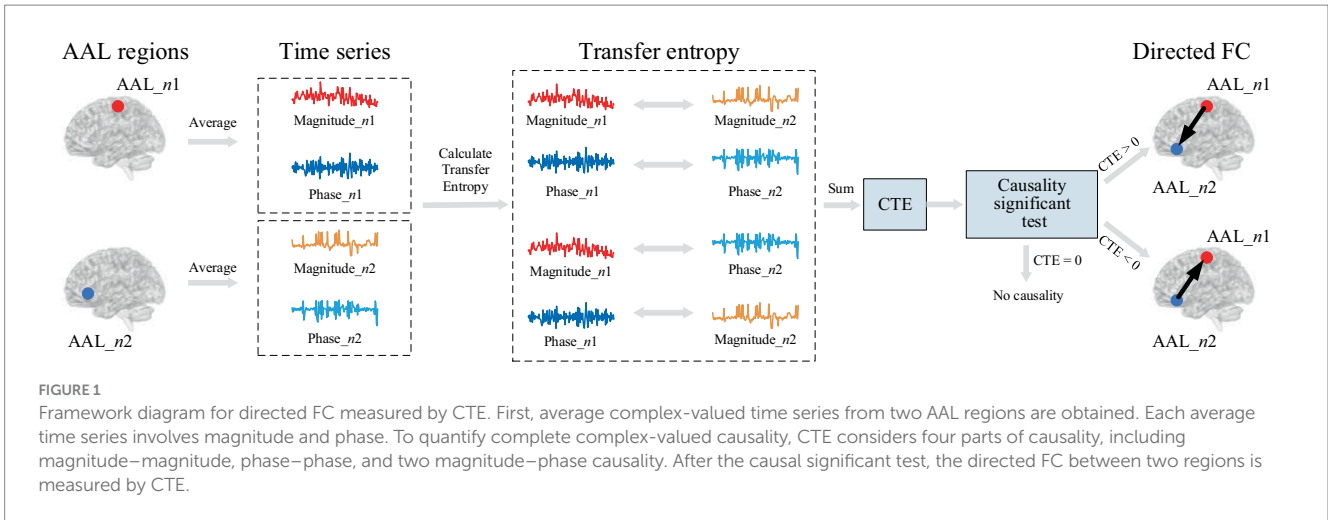 AAL regions
Time series
Transfer entropy
Directed FC
AAL_n1
Average
Magnitude_n1
Phase_n1
AAL_n2
Average
Magnitude_n2
Phase_n2
Calculate
Transfer
Entropy
Magnitude_n1
Magnitude_n2
Phase_n1
Phase_n2
Magnitude_n1
Phase_n2
Phase_n1
Magnitude_n2
Sum
CTE
Causality
significant
test
CTE = 0
No causality
CTE > 0
AAL_n1
AAL_n2
CTE < 0
AAL_n1
AAL_n2
FIGURE 1
Framework diagram for directed FC measured by CTE. First, average complex-valued time series from two AAL regions are obtained. Each average
time series involves magnitude and phase. To quantify complete complex-valued causality, CTE considers four parts of causality, including
magnitude–magnitude, phase–phase, and two magnitude–phase causality. After the causal significant test, the directed FC between two regions is
measured by CTE.